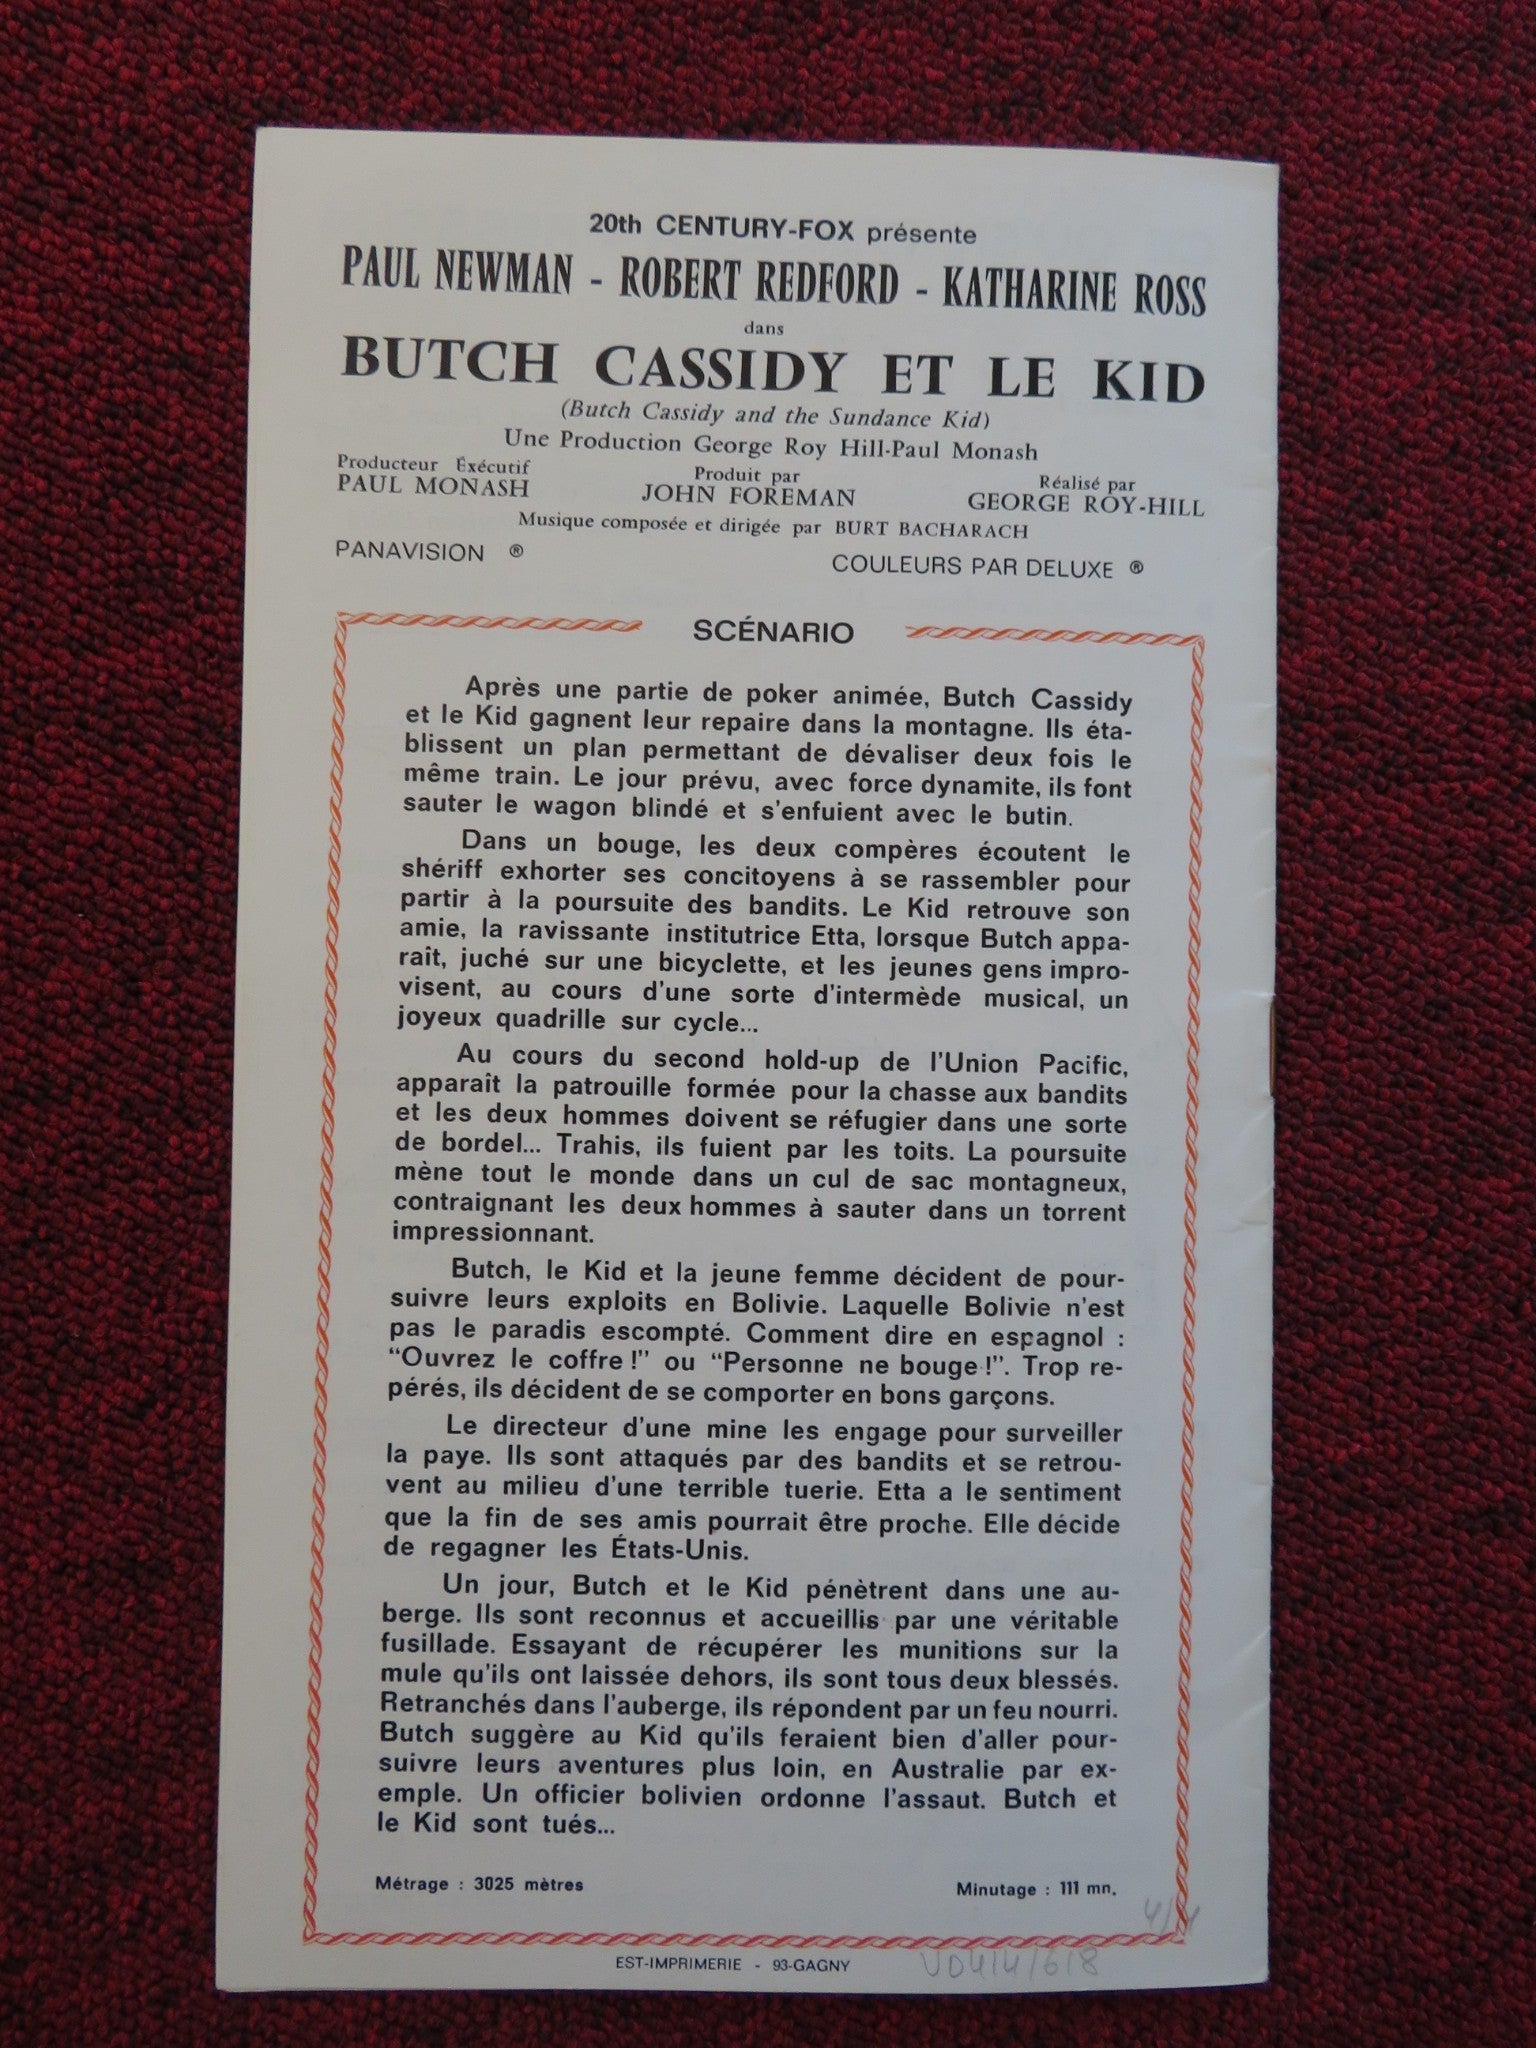 20th CENTURY-FOX présente
PAUL NEWMAN - ROBERT REDFORD - KATHARINE ROSS
dans
BUTCH CASSIDY ET LE KID
(Butch Cassidy and the Sundance Kid)
Une Production George Roy Hill-Paul Monash
Producteur Éxécutif Produit par Réalisé par
PAUL MONASH JOHN FOREMAN GEORGE ROY-HILL
Musique composée et dirigée par BURT BACHARACH
PANAVISION ® COULEURS PAR DELUXE ®
SCÉNARIO
Après une partie de poker animée, Butch Cassidy
et le Kid gagnent leur repaire dans la montagne. Ils éta-
blissent un plan permettant de dévaliser deux fois le
même train. Le jour prévu, avec force dynamite, ils font
sauter le wagon blindé et s'enfuient avec le butin.
Dans un bouge, les deux compères écoutent le
shériff exhorter ses concitoyens à se rassembler pour
partir à la poursuite des bandits. Le Kid retrouve son
amie, la ravissante institutrice Etta, lorsque Butch appa-
raît, juché sur une bicyclette, et les jeunes gens impro-
visent, au cours d'une sorte d'intermède musical, un
joyeux quadrille sur cycle...
Au cours du second hold-up de l'Union Pacific,
apparaît la patrouille formée pour la chasse aux bandits
et les deux hommes doivent se réfugier dans une sorte
de bordel... Trahis, ils fuient par les toits. La poursuite
mène tout le monde dans un cul de sac montagneux,
contraignant les deux hommes à sauter dans un torrent
impressionnant.
Butch, le Kid et la jeune femme décident de pour-
suivre leurs exploits en Bolivie. Laquelle Bolivie n'est
pas le paradis escompté. Comment dire en espagnol :
"Ouvrez le coffre !" ou "Personne ne bouge !". Trop re-
pérés, ils décident de se comporter en bons garçons.
Le directeur d'une mine les engage pour surveiller
la paye. Ils sont attaqués par des bandits et se retrou-
vent au milieu d'une terrible tuerie. Etta a le sentiment
que la fin de ses amis pourrait être proche. Elle décide
de regagner les États-Unis.
Un jour, Butch et le Kid pénètrent dans une au-
berge. Ils sont reconnus et accueillis par une véritable
fusillade. Essayant de récupérer les munitions sur la
mule qu'ils ont laissée dehors, ils sont tous deux blessés.
Retranchés dans l'auberge, ils répondent par un feu nourri.
Butch suggère au Kid qu'ils feraient bien d'aller pour-
suivre leurs aventures plus loin, en Australie par ex-
emple. Un officier bolivien ordonne l'assaut. Butch et
le Kid sont tués...
Métrage : 3025 mètres Minutage : 111 mn.
EST-IMPRIMERIE - 93-GAGNY